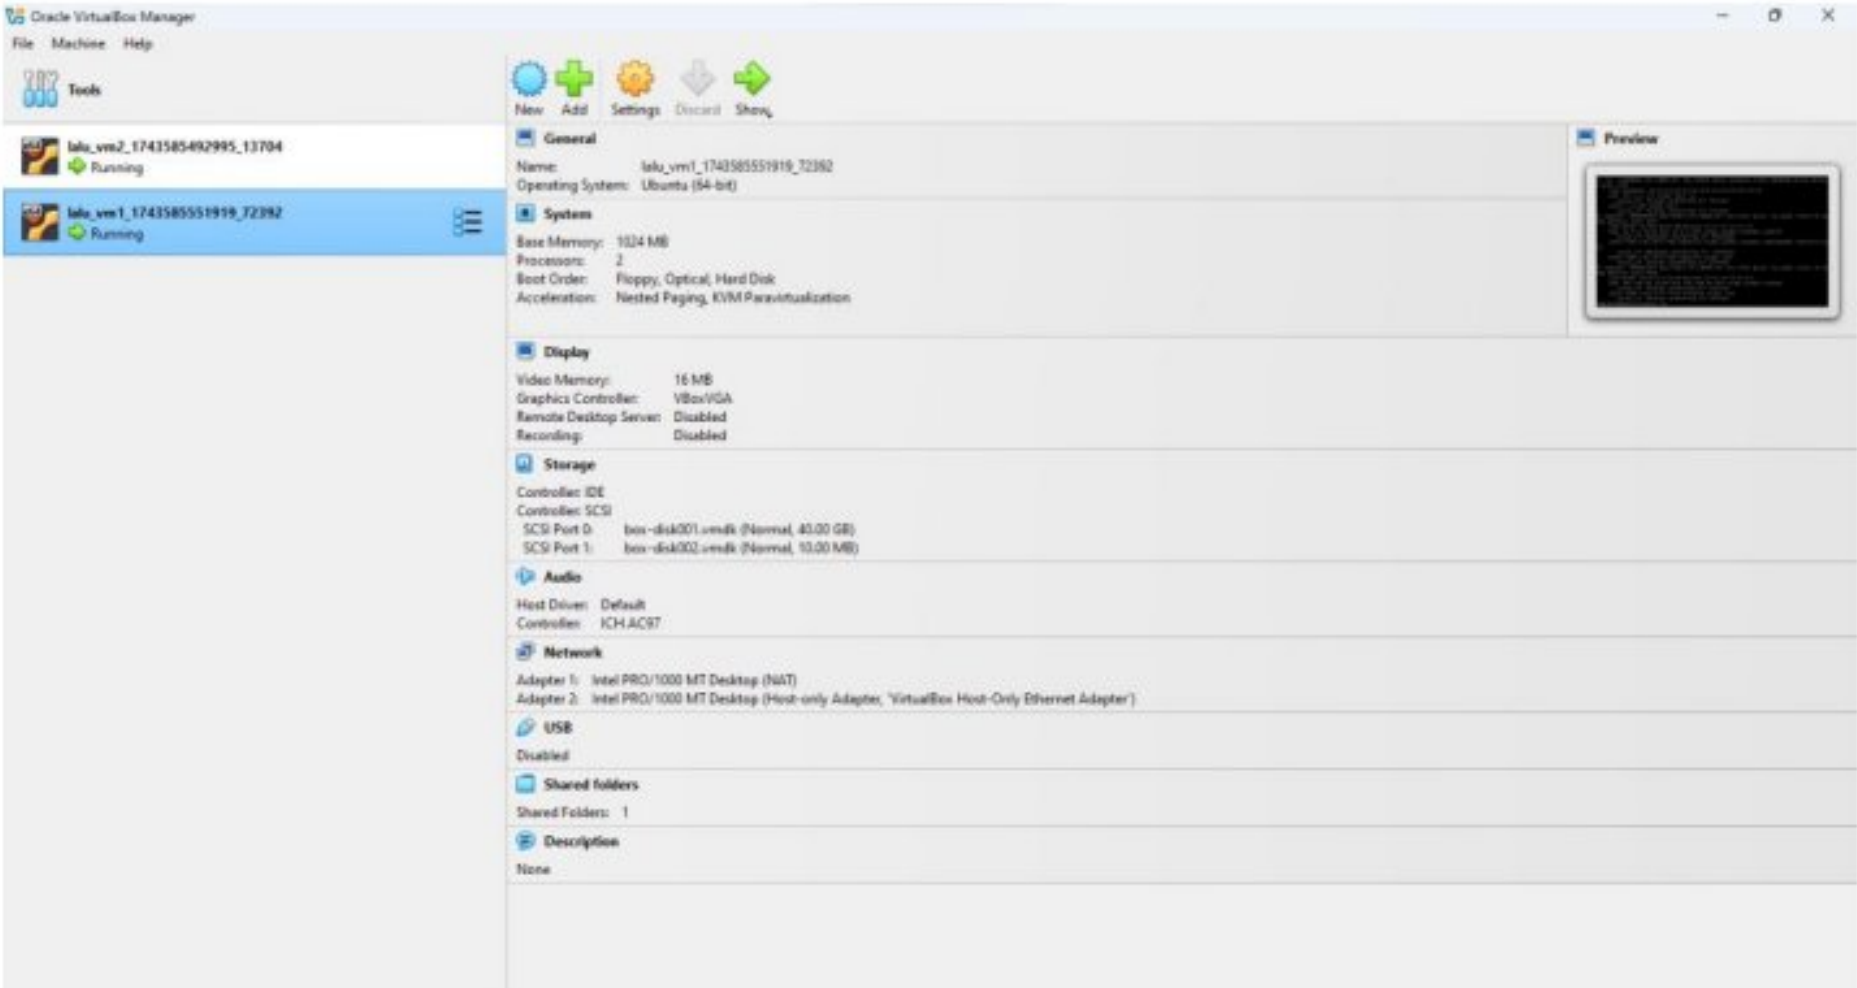 Oracle VirtualBox Manager
File Machine Help
Tools
New Add Settings Discard Show
lalu_vm2_1743585492995_13704
Running
lalu_vm1_1743585551919_72392
Running
General
Name: lalu_vm1_1743585551919_72392
Operating System: Ubuntu (64-bit)
Preview
System
Base Memory: 1024 MB
Processors: 2
Boot Order: Floppy, Optical, Hard Disk
Acceleration: Nested Paging, KVM Paravirtualization
Display
Video Memory: 16 MB
Graphics Controller: VBoxVGA
Remote Desktop Server: Disabled
Recording: Disabled
Storage
Controller: IDE
Controller: SCSI
SCSI Port 0: box-disk001.vmdk (Normal, 40.00 GB)
SCSI Port 1: box-disk002.vmdk (Normal, 10.00 MB)
Audio
Host Driver: Default
Controller: ICH AC97
Network
Adapter 1: Intel PRO/1000 MT Desktop (NAT)
Adapter 2: Intel PRO/1000 MT Desktop (Host-only Adapter, 'VirtualBox Host-Only Ethernet Adapter')
USB
Disabled
Shared folders
Shared Folders: 1
Description
None